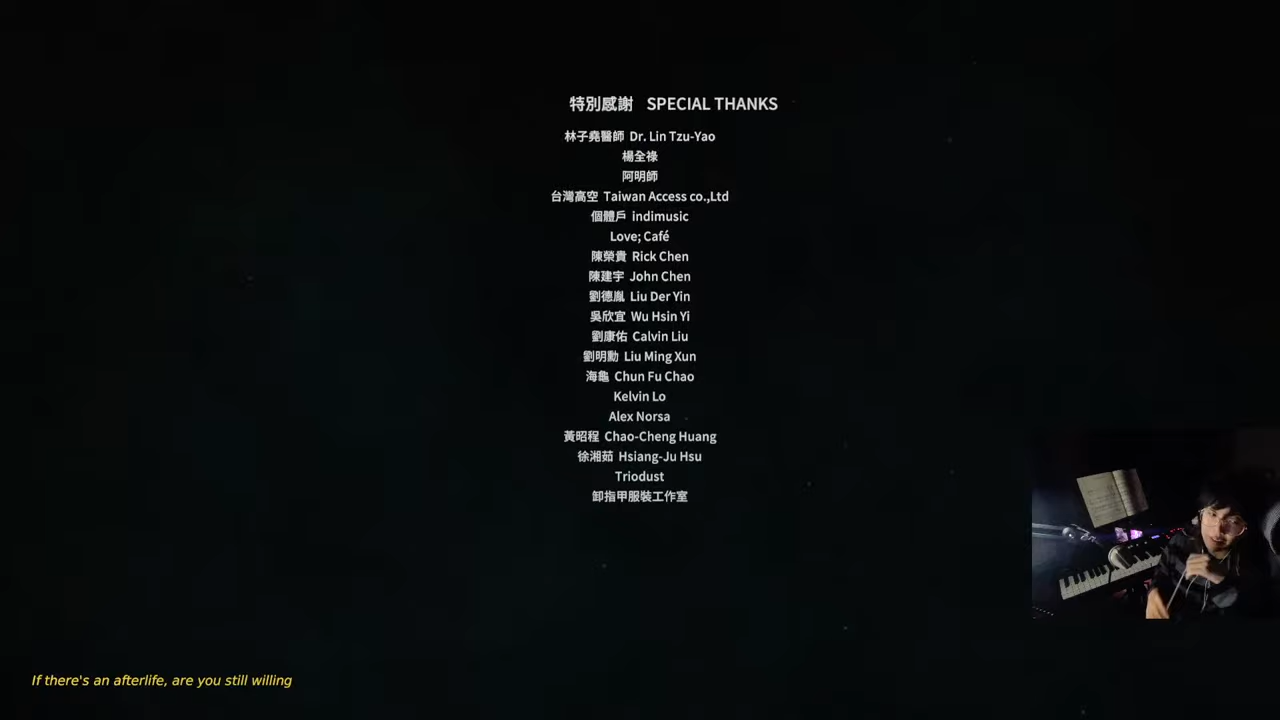 特別感謝 SPECIAL THANKS
林子堯醫師 Dr. Lin Tzu-Yao
楊全祿
阿明師
台灣高空 Taiwan Access co.,Ltd
個體戶 indimusic
Love; Café
陳榮貴 Rick Chen
陳建宇 John Chen
劉德胤 Liu Der Yin
吳欣宜 Wu Hsin Yi
劉康佑 Calvin Liu
劉明勳 Liu Ming Xun
海龜 Chun Fu Chao
Kelvin Lo
Alex Norsa
黃昭程 Chao-Cheng Huang
徐湘茹 Hsiang-Ju Hsu
Triodust
卸指甲服裝工作室
If there's an afterlife, are you still willing